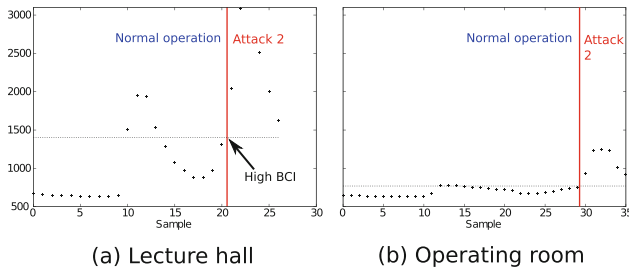 3000
2500
2000
1500
1000
500
Normal operation
Attack 2
High BCI
0 5 10 15 20 25 30
Sample
(a) Lecture hall
Normal operation
Attack
2
0 5 10 15 20 25 30 35
Sample
(b) Operating room